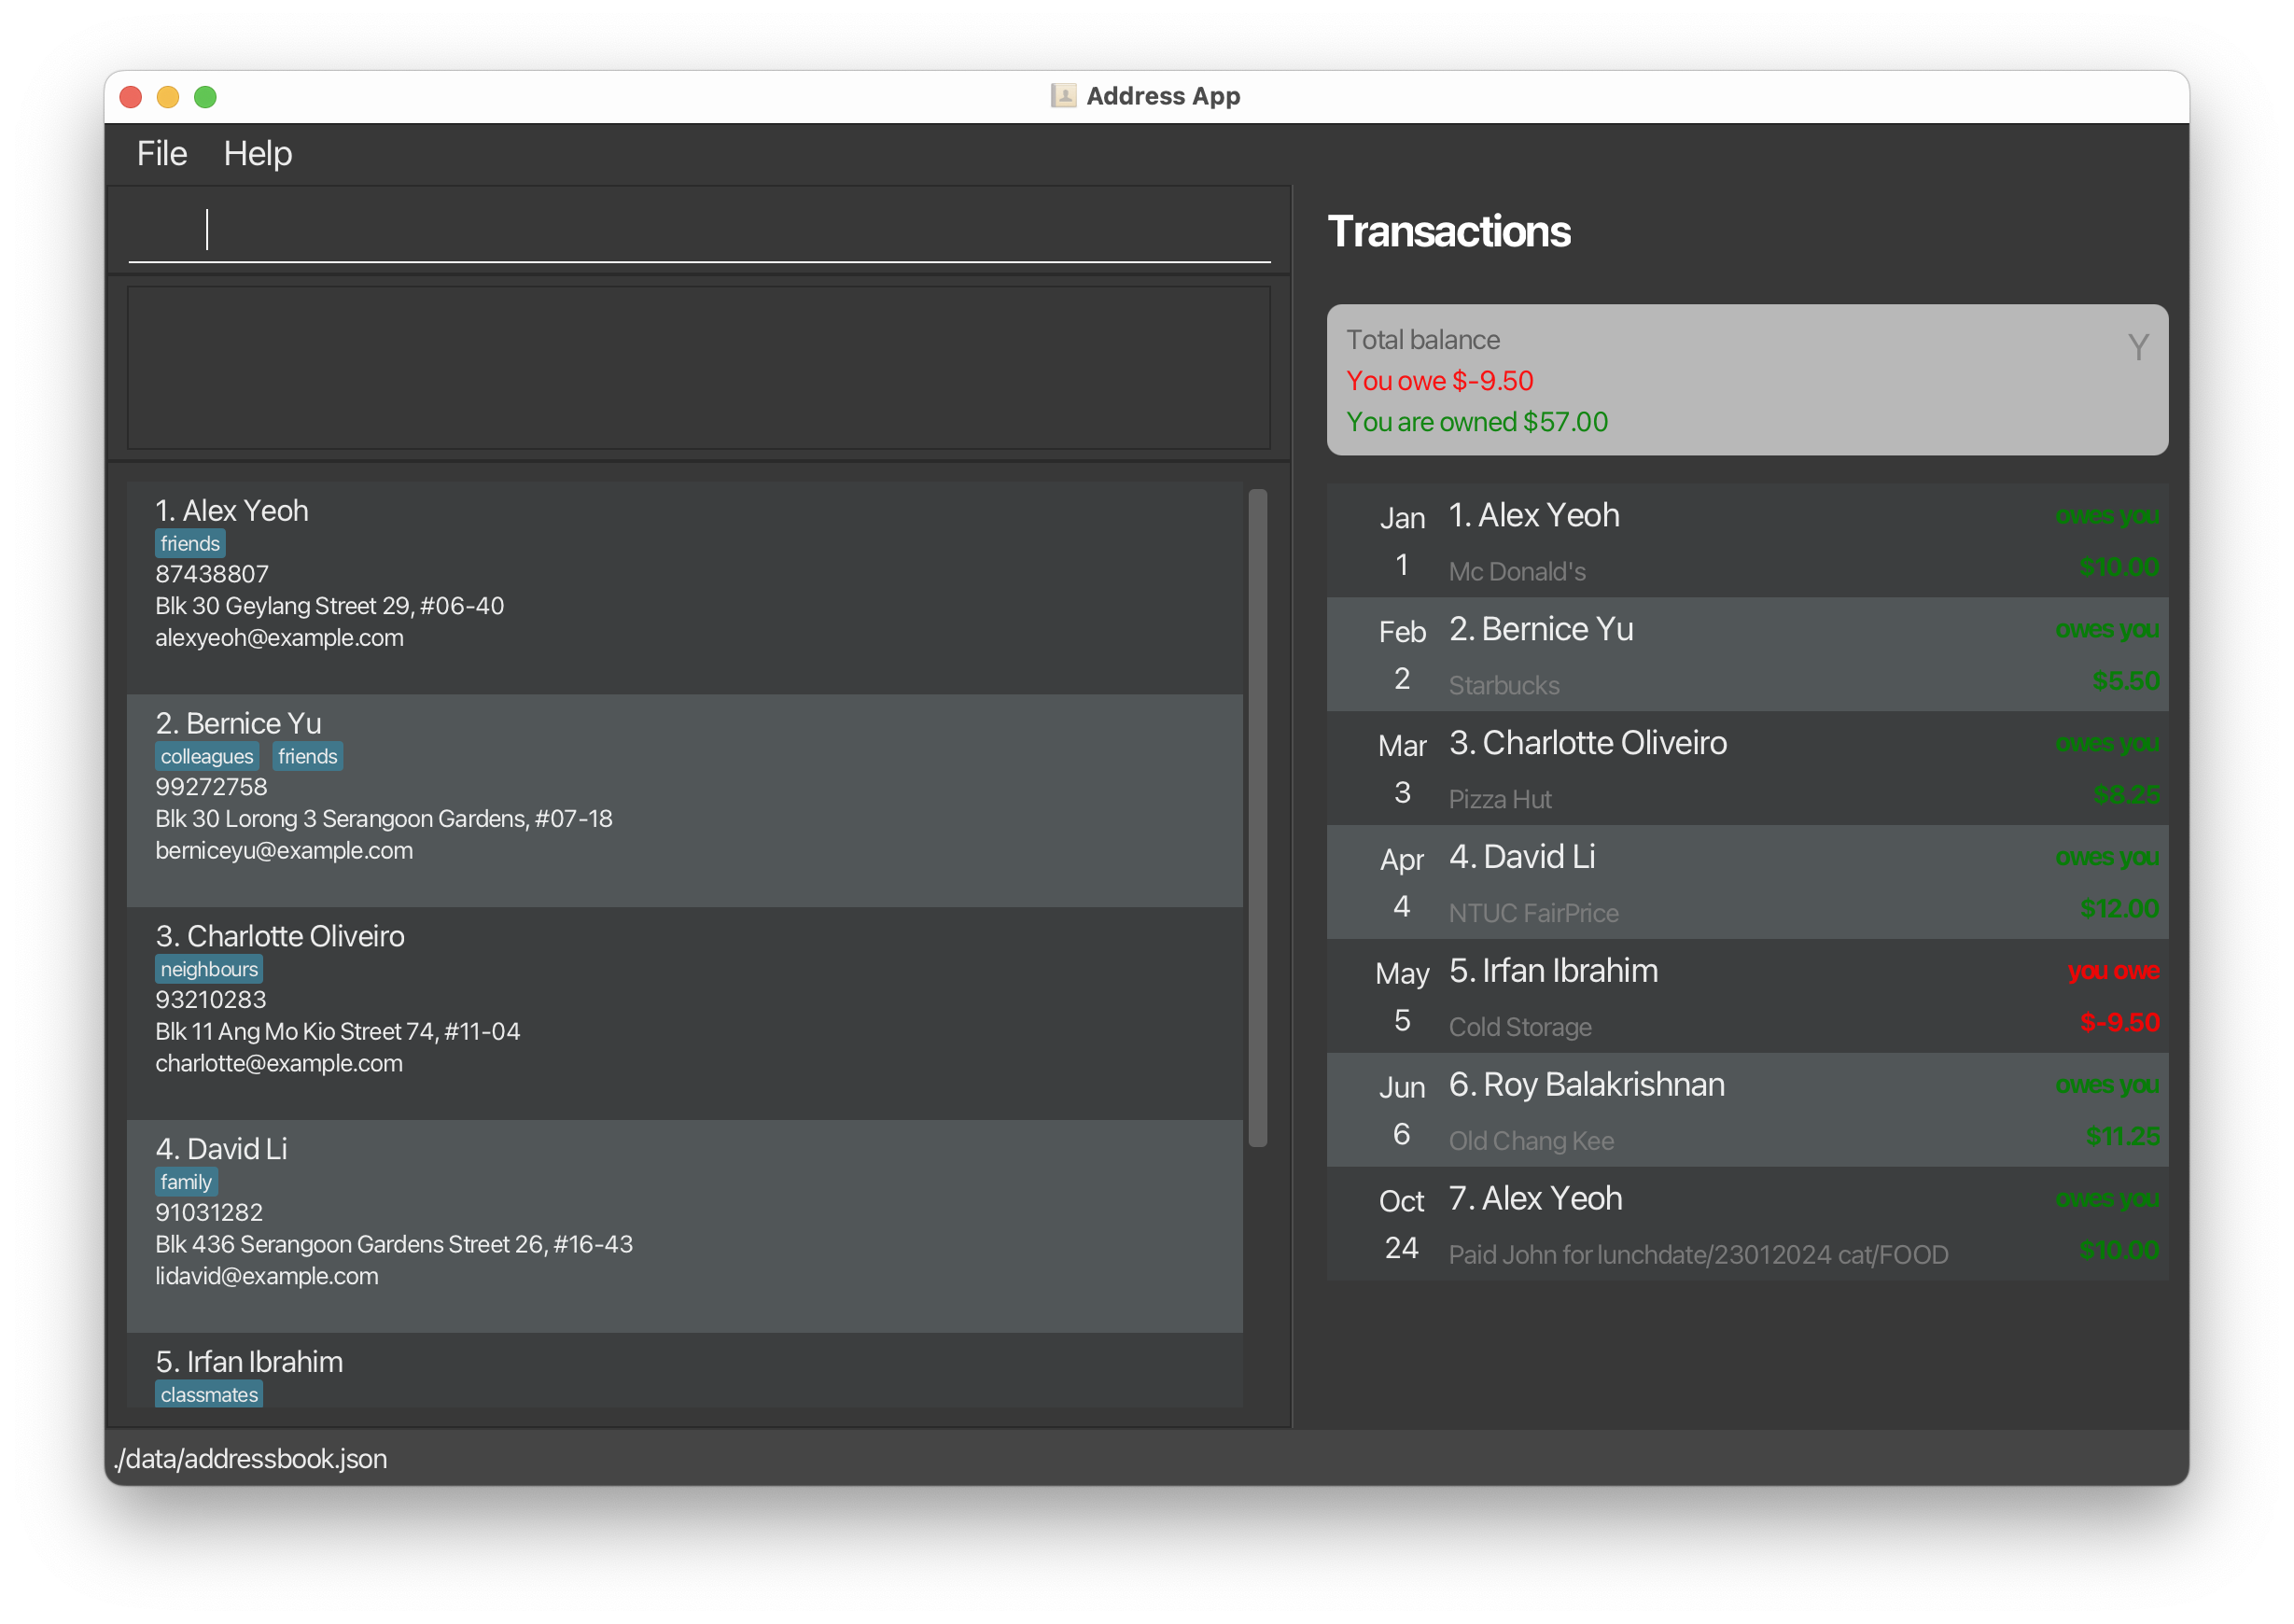 Address App
File Help
1. Alex Yeoh
friends
87438807
Blk 30 Geylang Street 29, #06-40
alexyeoh@example.com
2. Bernice Yu
colleagues friends
99272758
Blk 30 Lorong 3 Serangoon Gardens, #07-18
berniceyu@example.com
3. Charlotte Oliveiro
neighbours
93210283
Blk 11 Ang Mo Kio Street 74, #11-04
charlotte@example.com
4. David Li
family
91031282
Blk 436 Serangoon Gardens Street 26, #16-43
lidavid@example.com
5. Irfan Ibrahim
classmates
Transactions
Total balance Y
You owe $-9.50
You are owned $57.00
Jan 1. Alex Yeoh owes you
1 Mc Donald's $10.00
Feb 2. Bernice Yu owes you
2 Starbucks $5.50
Mar 3. Charlotte Oliveiro owes you
3 Pizza Hut $8.25
Apr 4. David Li owes you
4 NTUC FairPrice $12.00
May 5. Irfan Ibrahim you owe
5 Cold Storage $-9.50
Jun 6. Roy Balakrishnan owes you
6 Old Chang Kee $11.25
Oct 7. Alex Yeoh owes you
24 Paid John for lunchdate/23012024 cat/FOOD $10.00
./data/addressbook.json